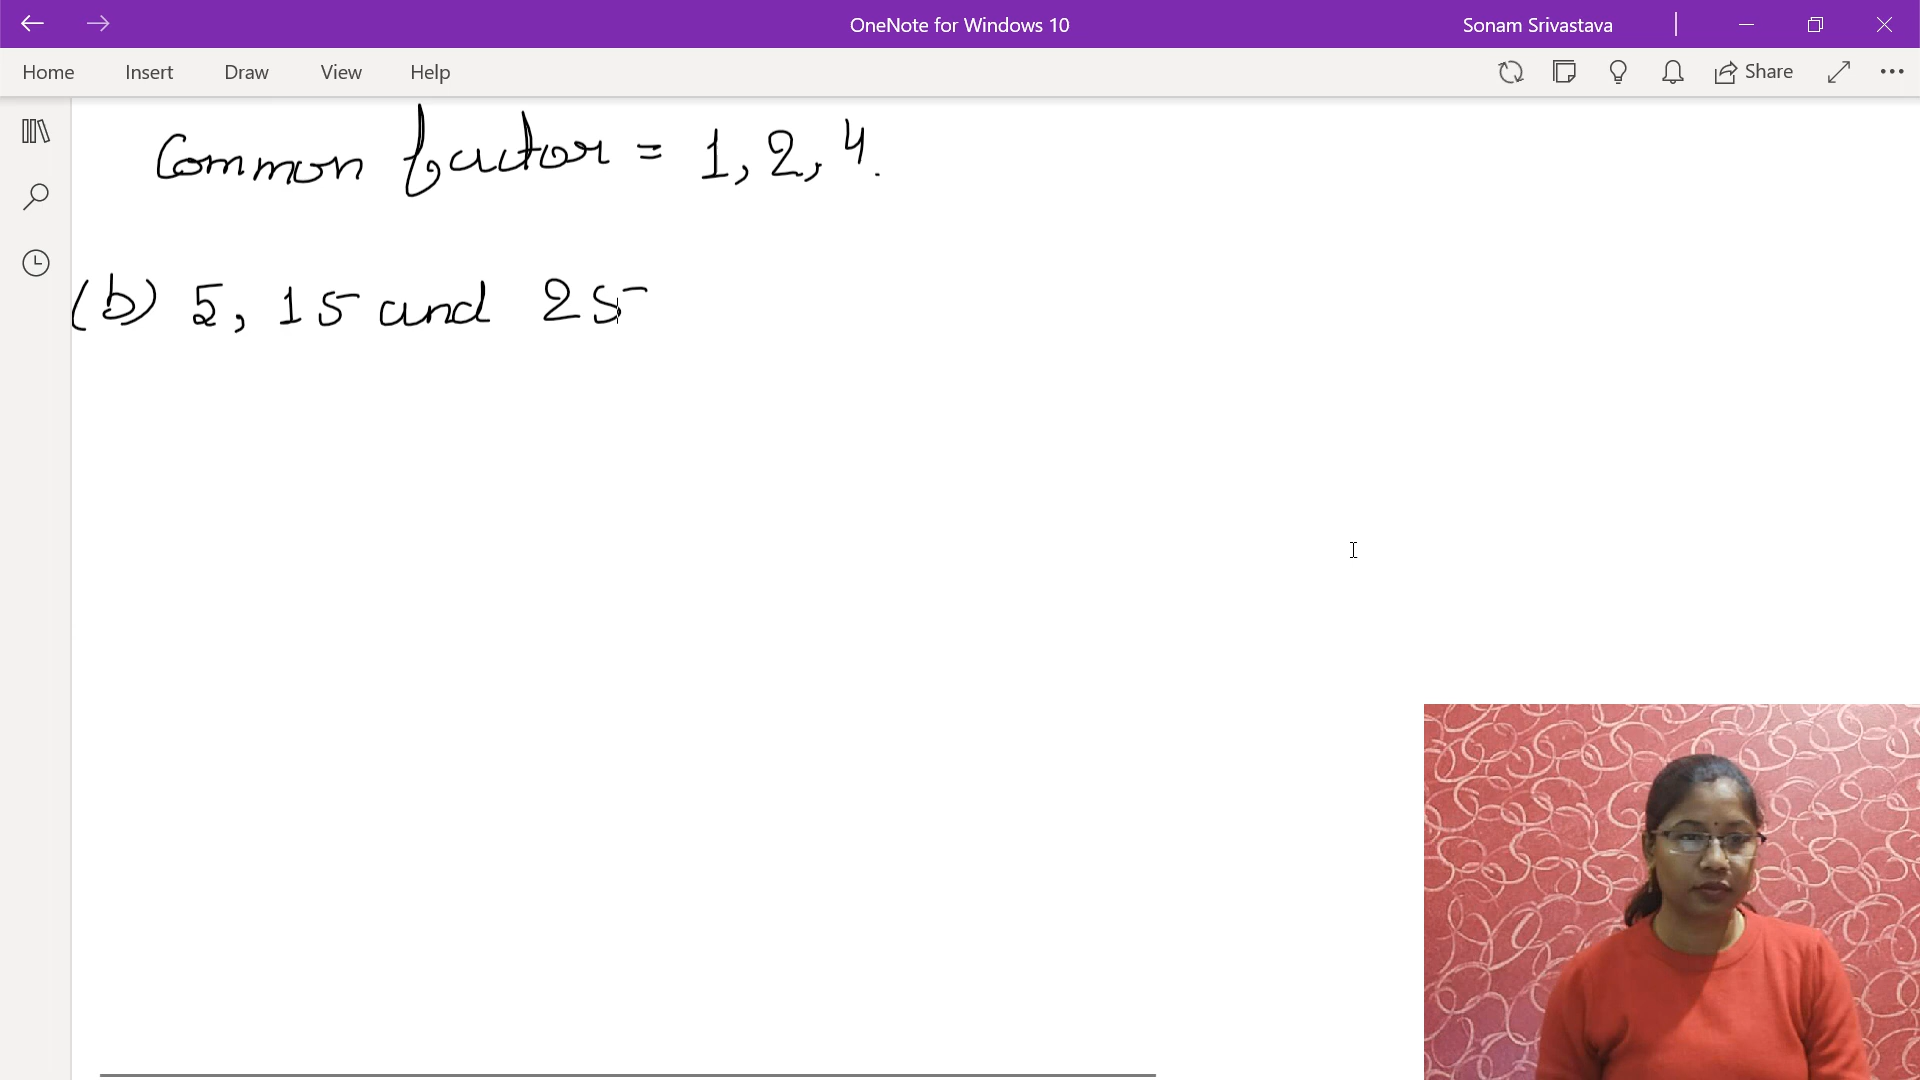 OneNote for Windows 10
Sonam Srivastava
Home Insert Draw View Help
Share
Common factor = 1, 2, 4.
(b) 5, 15 and 25